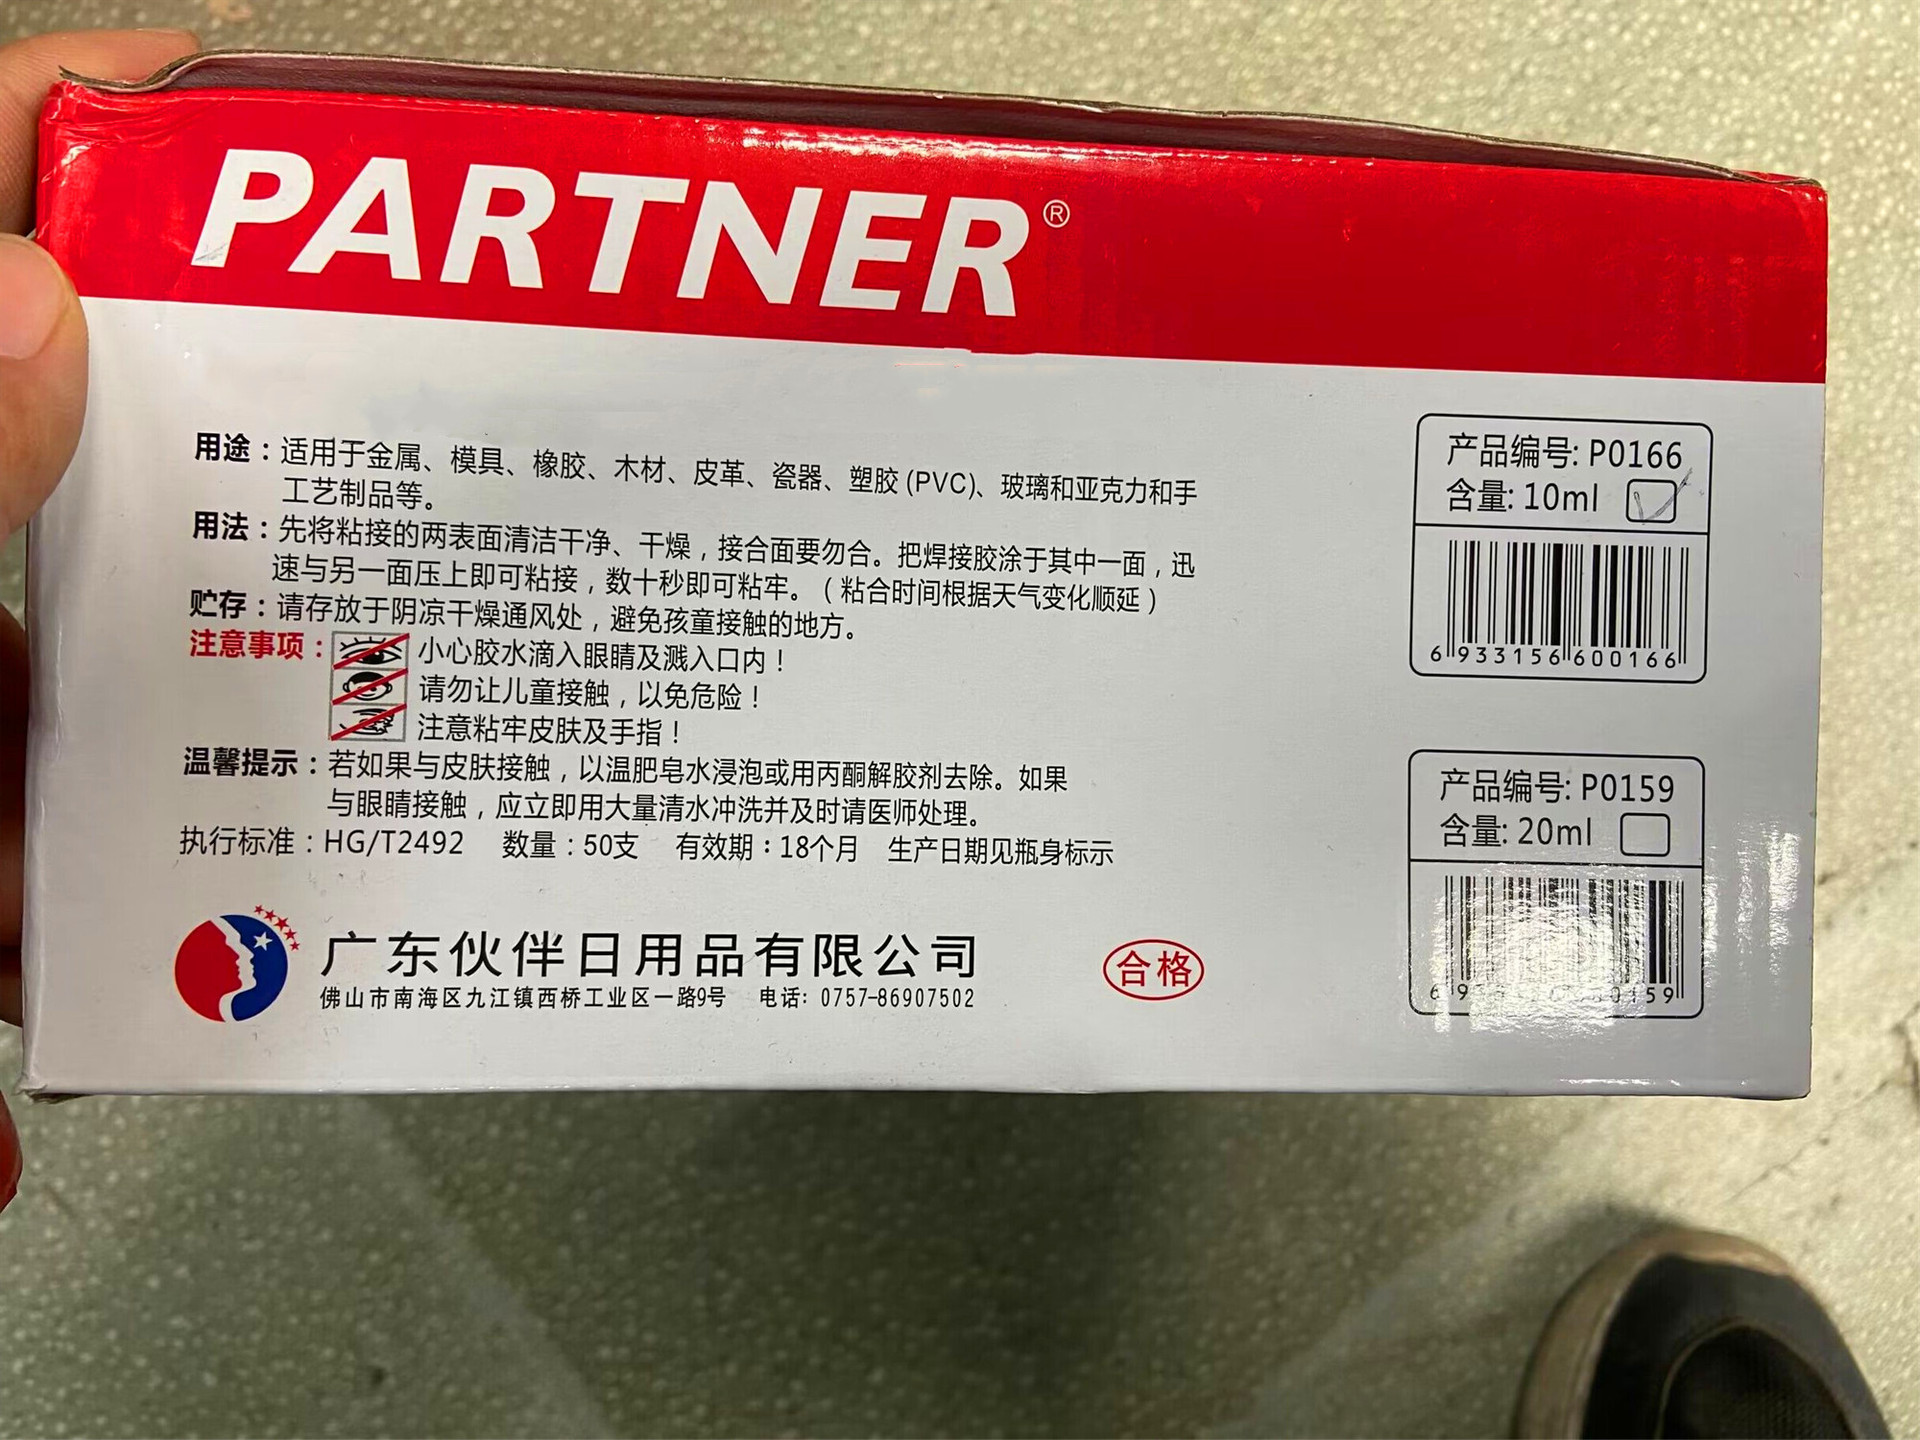 PARTNER®
用途：适用于金属、模具、橡胶、木材、皮革、瓷器、塑胶(PVC)、玻璃和亚克力和手
工艺制品等。
用法：先将粘接的两表面清洁干净、干燥，接合面要勿合。把焊接胶涂于其中一面，迅
速与另一面压上即可粘接，数十秒即可粘牢。（粘合时间根据天气变化顺延）
贮存：请存放于阴凉干燥通风处，避免孩童接触的地方。
注意事项：小心胶水滴入眼睛及溅入口内！
请勿让儿童接触，以免危险！
注意粘牢皮肤及手指！
温馨提示：若如果与皮肤接触，以温肥皂水浸泡或用丙酮解胶剂去除。如果
与眼睛接触，应立即用大量清水冲洗并及时请医师处理。
执行标准：HG/T2492 数量：50支 有效期：18个月 生产日期见瓶身标示
广东伙伴日用品有限公司
佛山市南海区九江镇西桥工业区一路9号 电话: 0757-86907502
合格
产品编号: P0166
含量: 10ml
6 933156 600166
产品编号: P0159
含量: 20ml